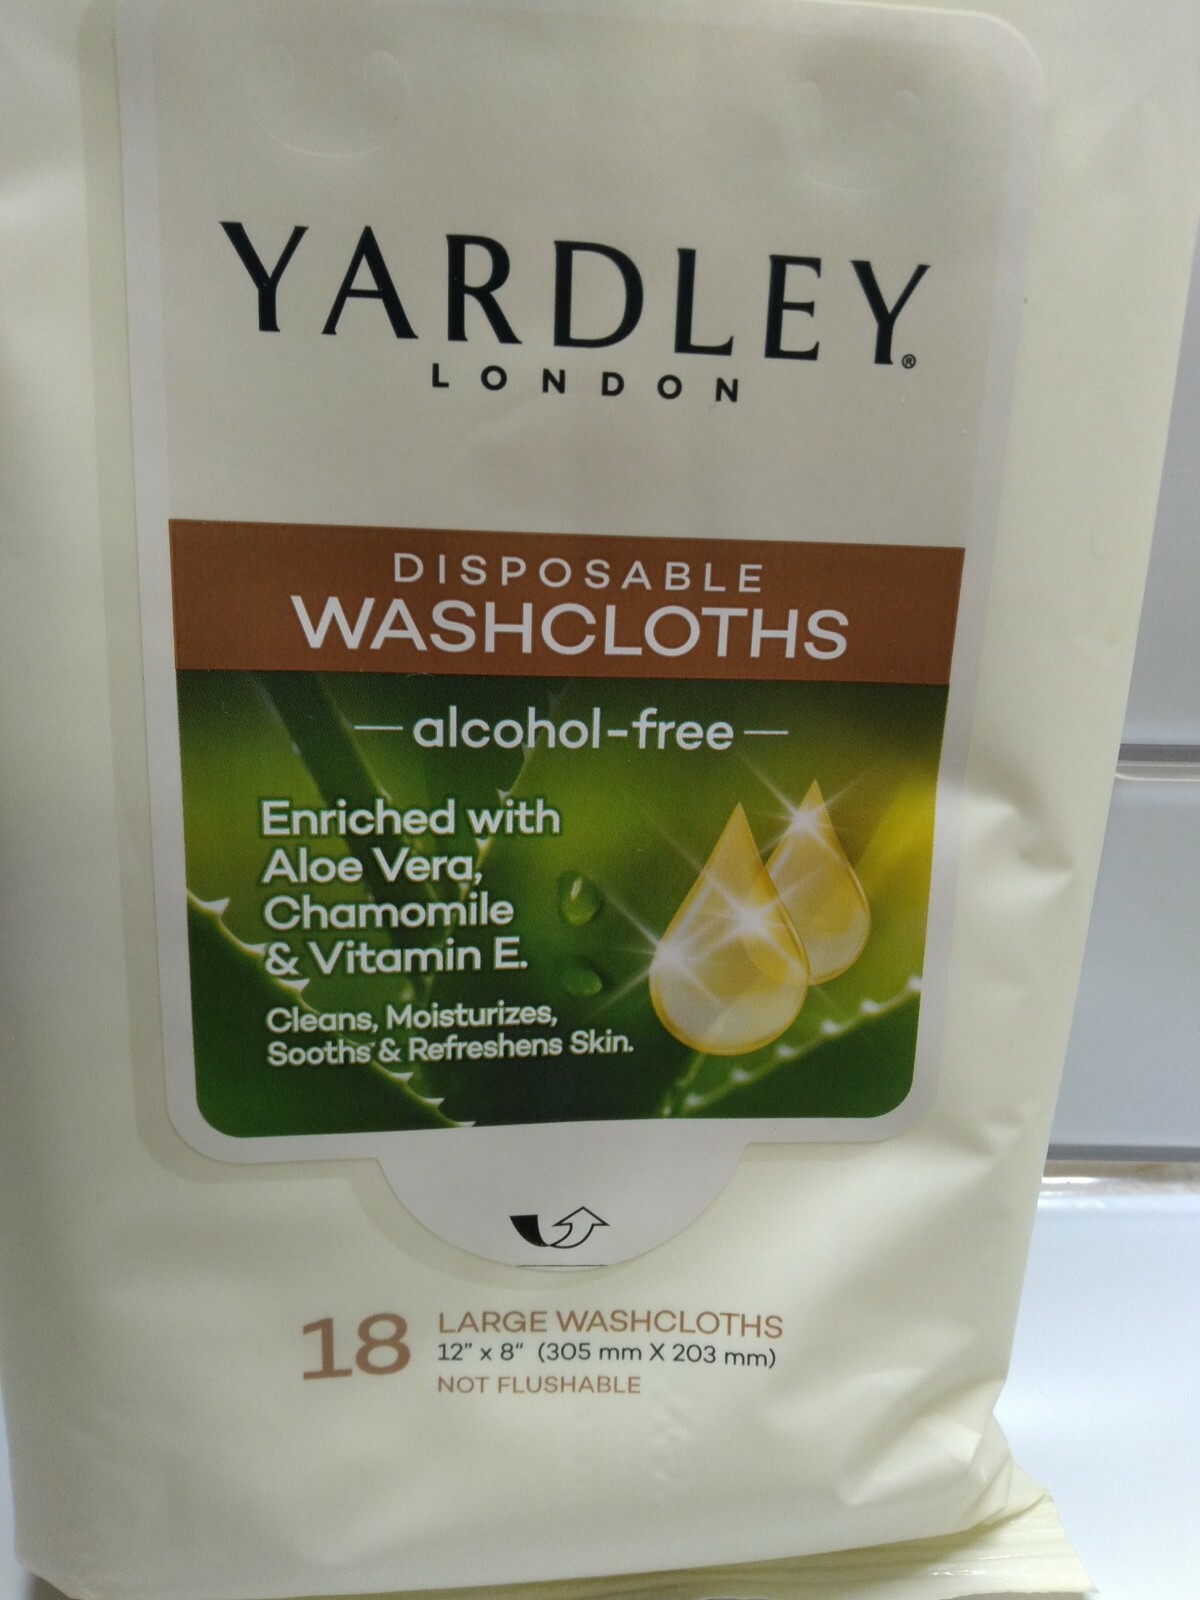 YARDLEY®
LONDON
DISPOSABLE
WASHCLOTHS
—alcohol-free—
Enriched with
Aloe Vera,
Chamomile
& Vitamin E.
Cleans, Moisturizes,
Sooths & Refreshens Skin.
18
LARGE WASHCLOTHS
12” x 8“ (305 mm X 203 mm)
NOT FLUSHABLE